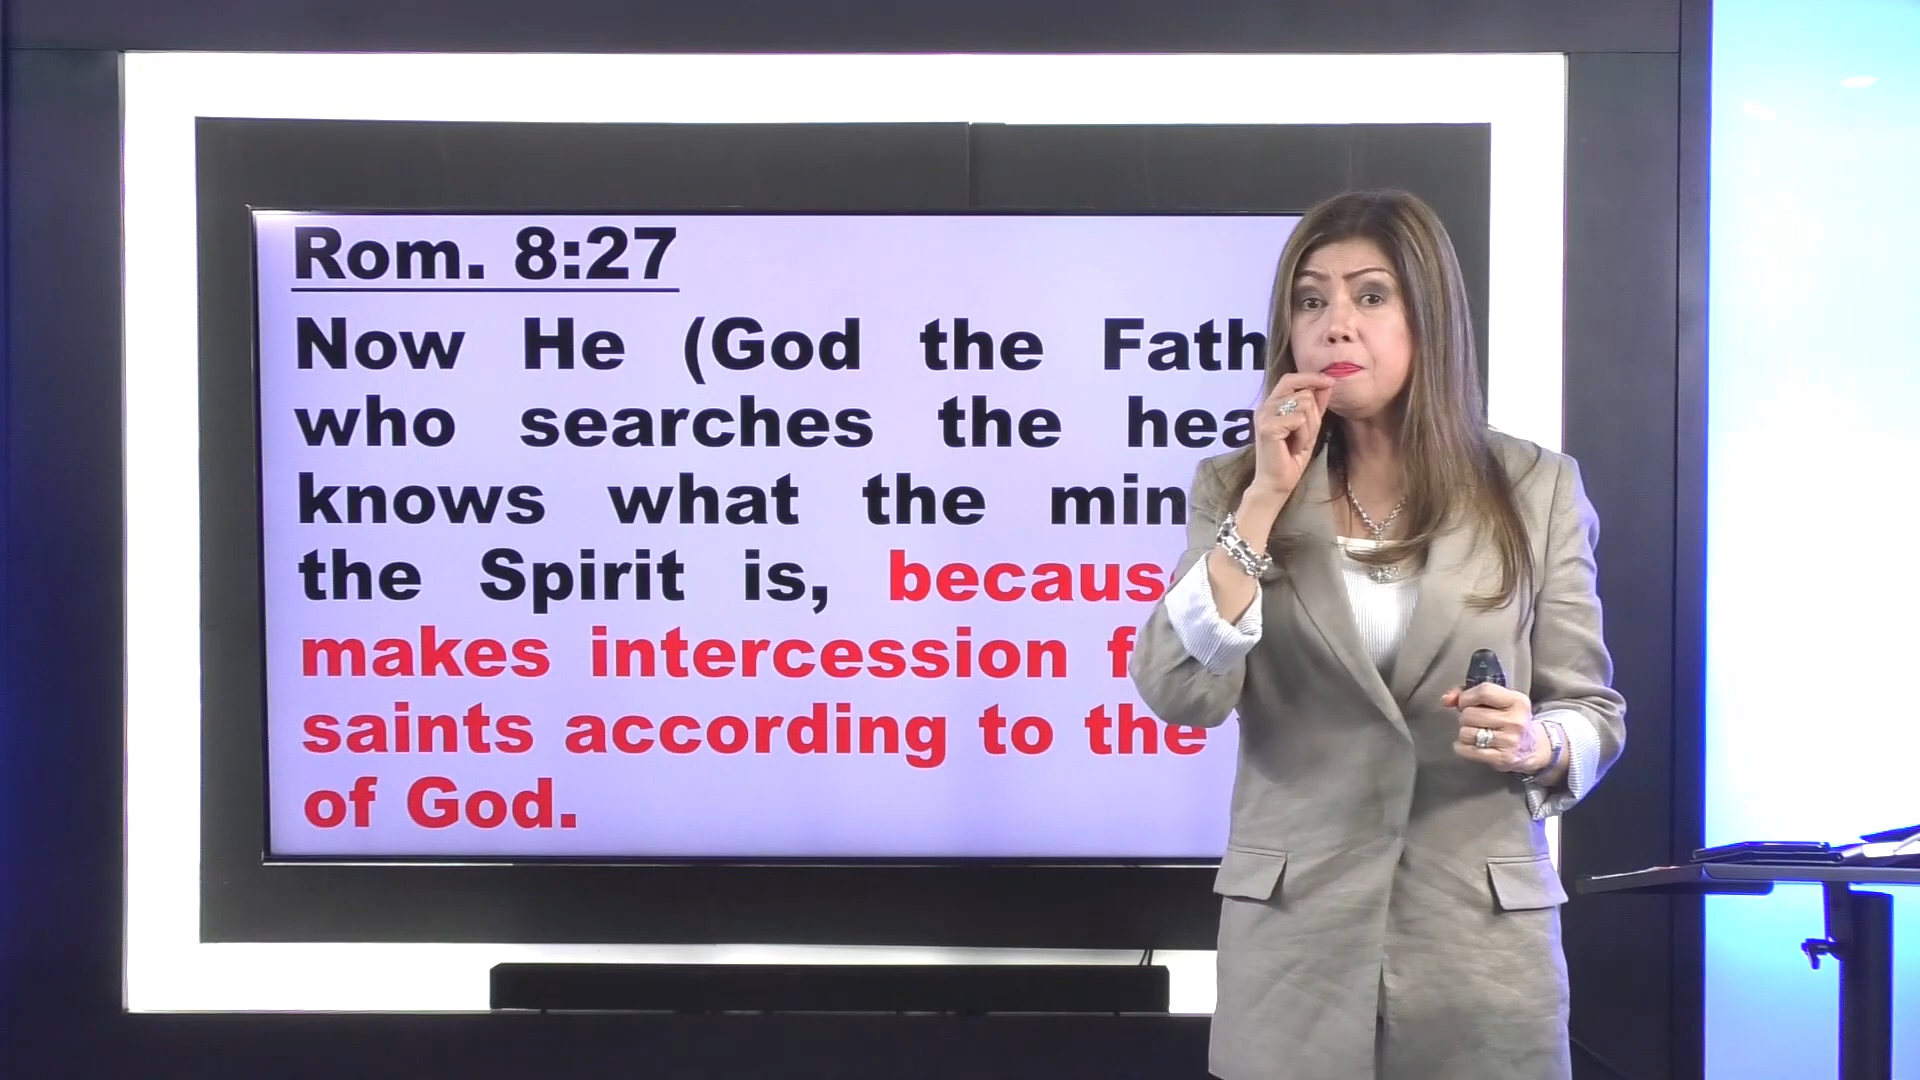 Rom. 8:27
Now He (God the Fath
who searches the hea
knows what the min
the Spirit is, becaus
makes intercession f
saints according to the
of God.